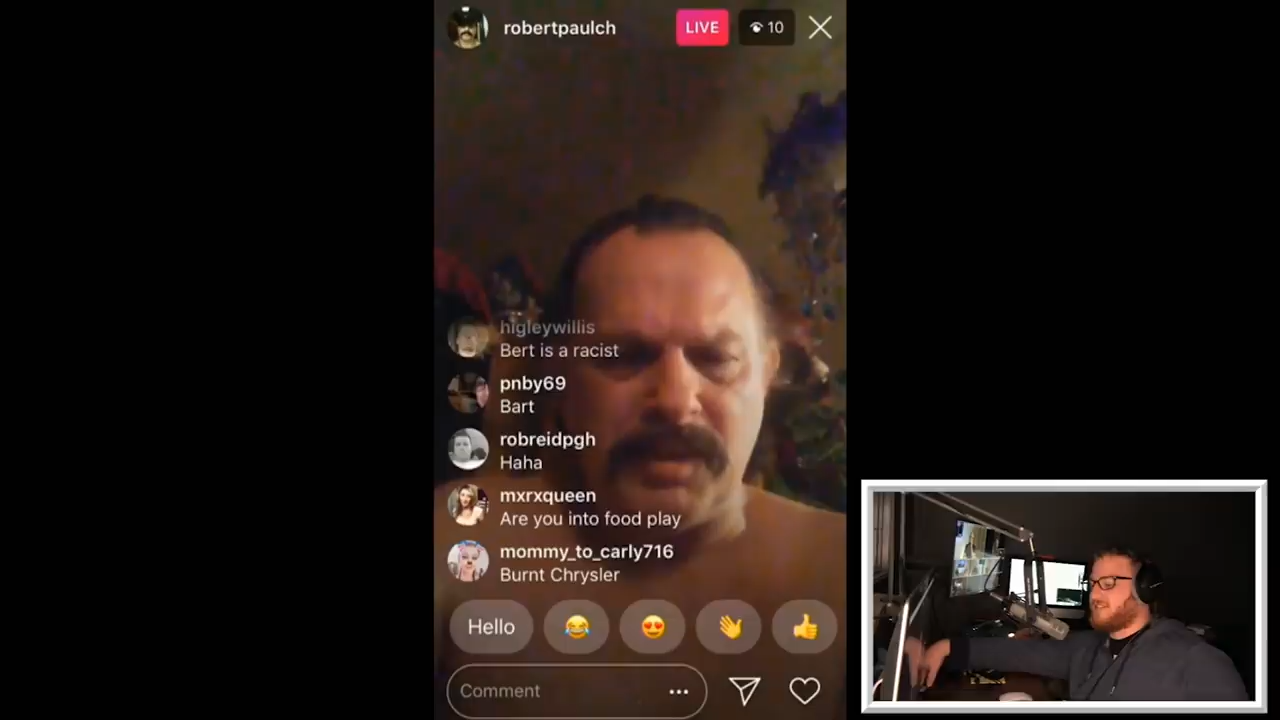 robertpaulch
LIVE
10
higleywillis
Bert is a racist
pnby69
Bart
robreidpgh
Haha
mxrxqueen
Are you into food play
mommy_to_carly716
Burnt Chrysler
Hello
Comment